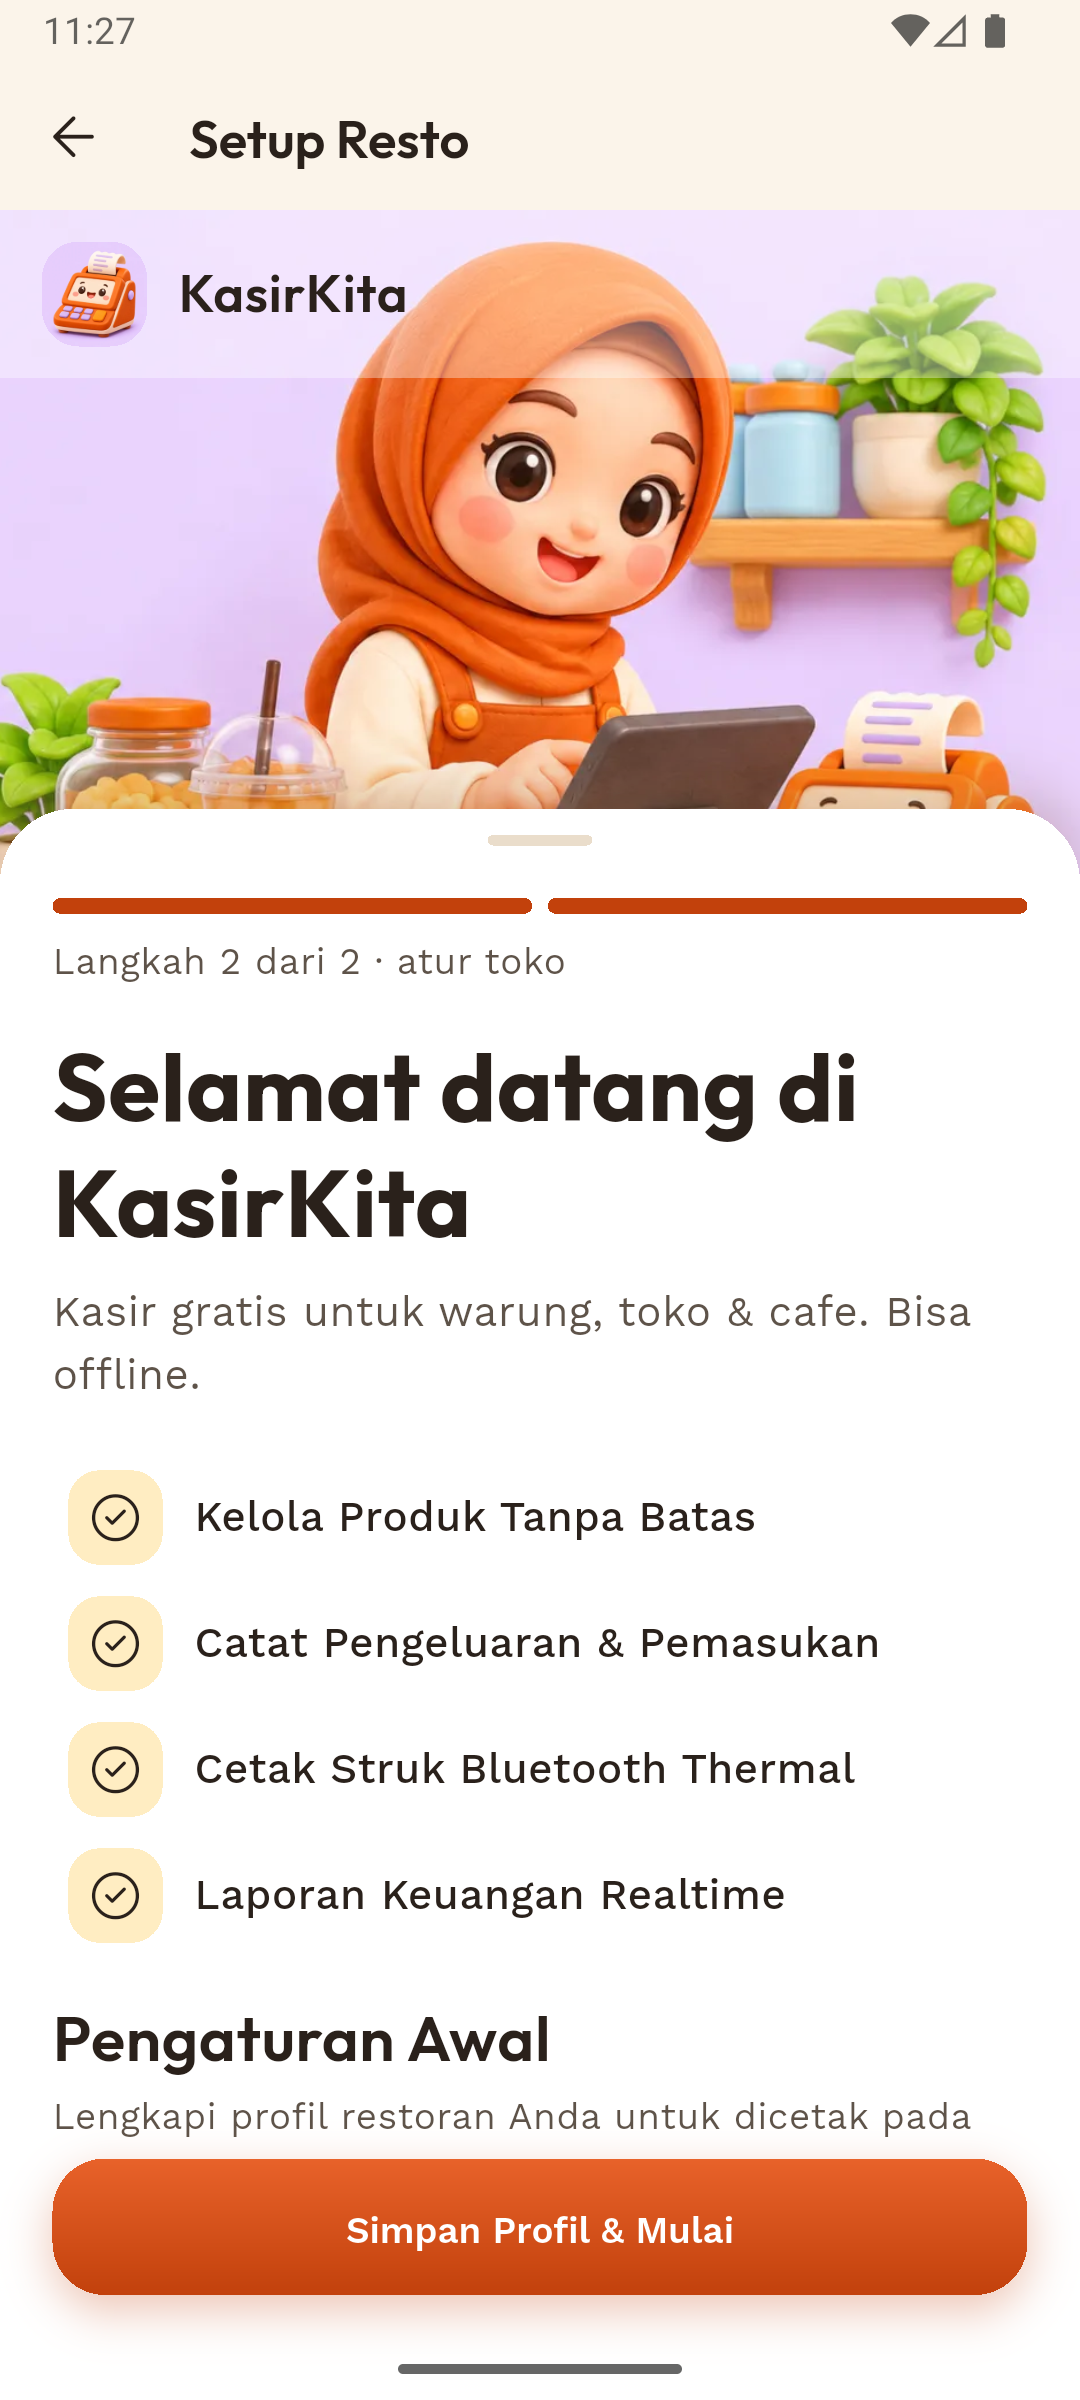 11:27
Setup Resto
KasirKita
Langkah 2 dari 2 · atur toko
Selamat datang di
KasirKita
Kasir gratis untuk warung, toko & cafe. Bisa
offline.
Kelola Produk Tanpa Batas
Catat Pengeluaran & Pemasukan
Cetak Struk Bluetooth Thermal
Laporan Keuangan Realtime
Pengaturan Awal
Lengkapi profil restoran Anda untuk dicetak pada
Simpan Profil & Mulai